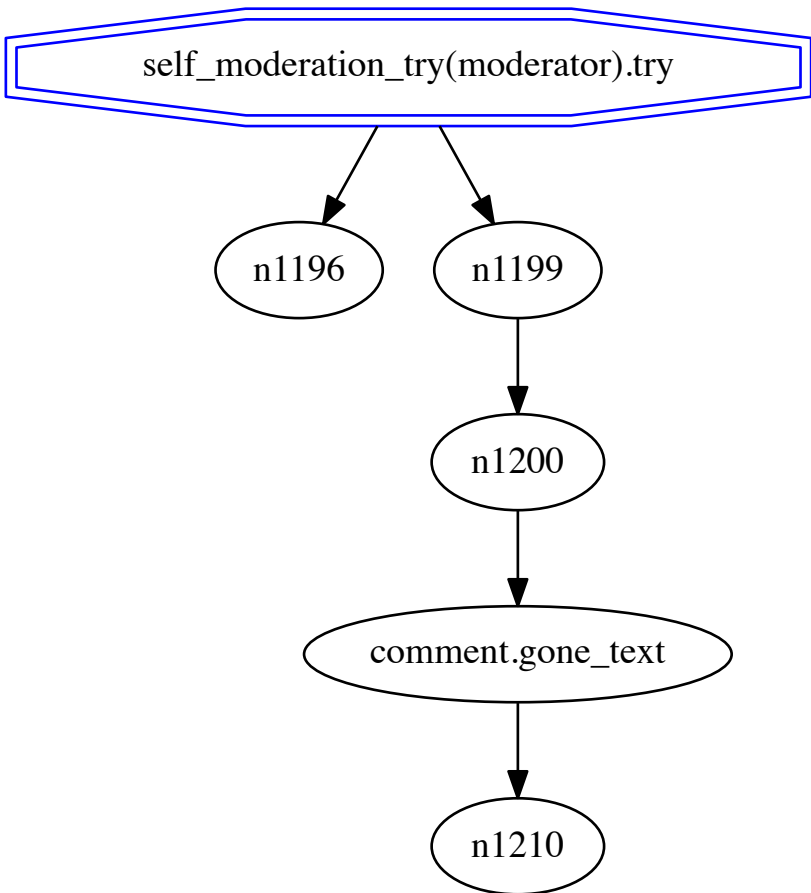 self_moderation_try(moderator).try
n1196
n1199
n1200
comment.gone_text
n1210